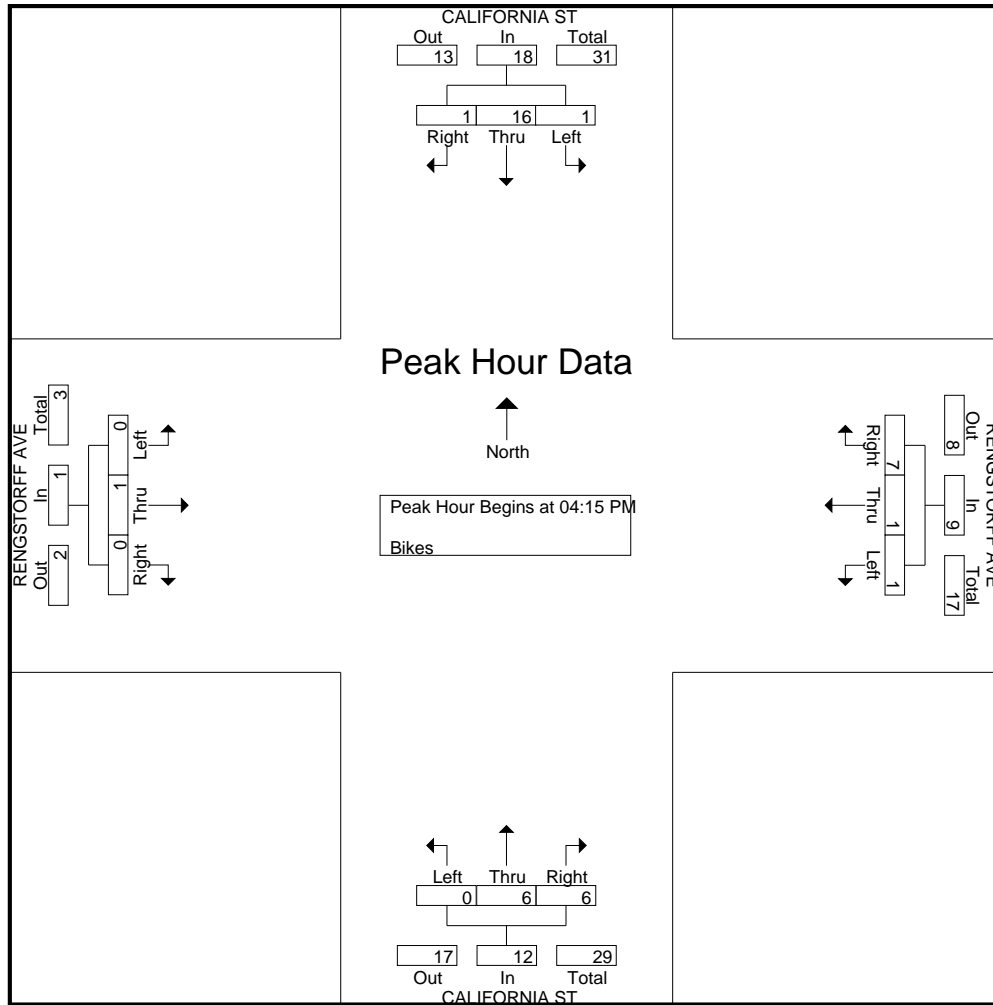 CALIFORNIA ST
Out In Total
13 18 31
1 16 1
Right Thru Left
Peak Hour Data
North
Peak Hour Begins at 04:15 PM
Bikes
RENGSTORFF AVE
Total In Out
3 1 2
0 1 0
Left Thru Right
RENGSTORFF AVE
Out In Total
8 9 17
7 1 1
Right Thru Left
Left Thru Right
0 6 6
17 12 29
Out In Total
CALIFORNIA ST